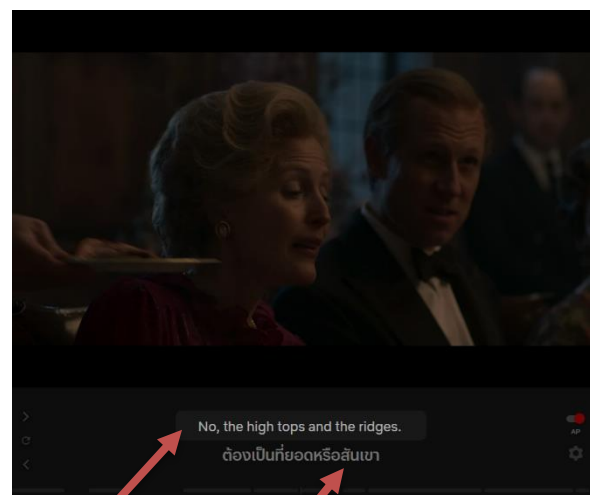 No, the high tops and the ridges.
AP
ต้องเป็นที่ยอดหรือสันเขา